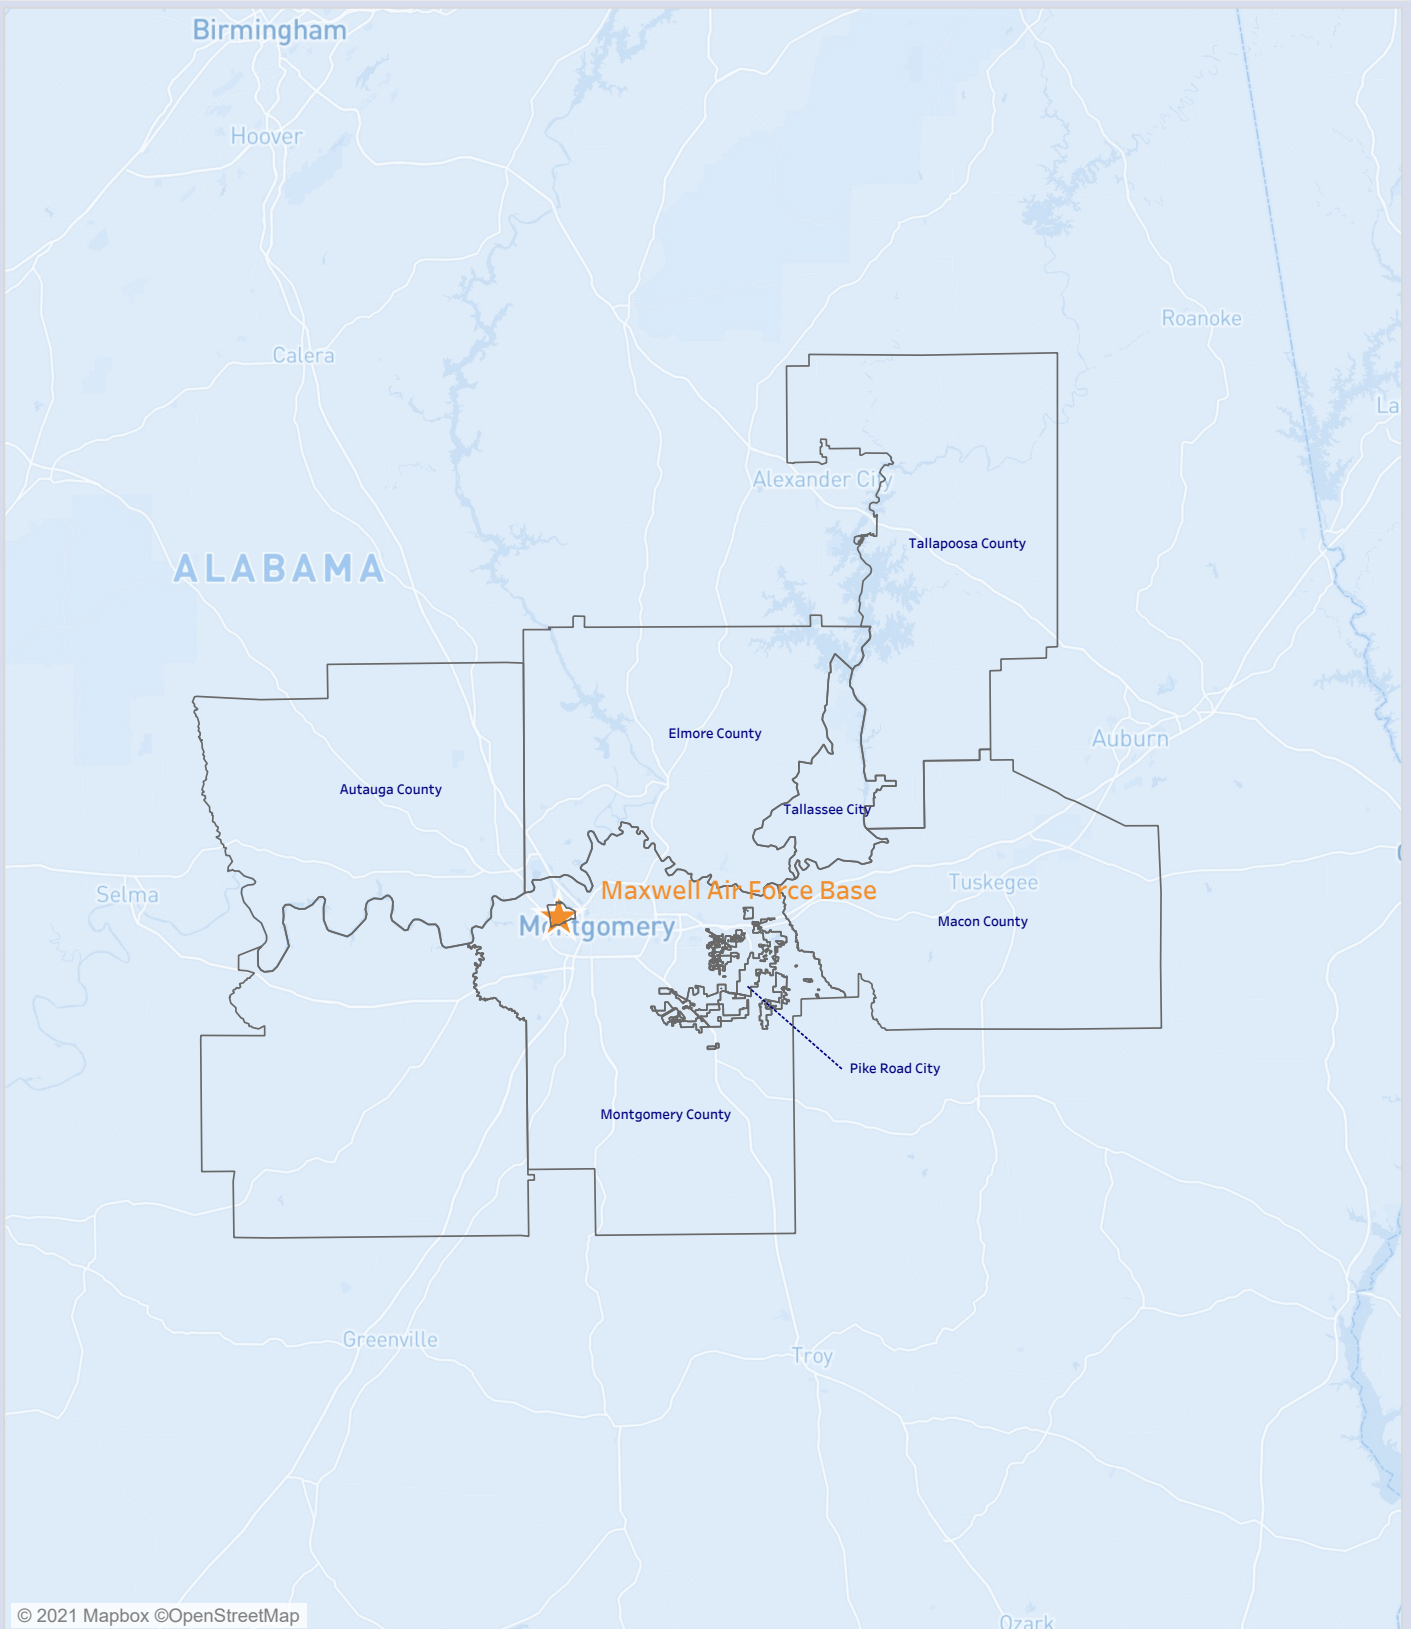 Birmingham
Hoover
Roanoke
Calera
La
Alexander City
Tallapoosa County
ALABAMA
Elmore County
Auburn
Autauga County
Tallassee City
Tuskegee
Maxwell Air Force Base
Selma
Macon County
Montgomery
Pike Road City
Montgomery County
Greenville
Troy
© 2021 Mapbox ©OpenStreetMap
Ozark